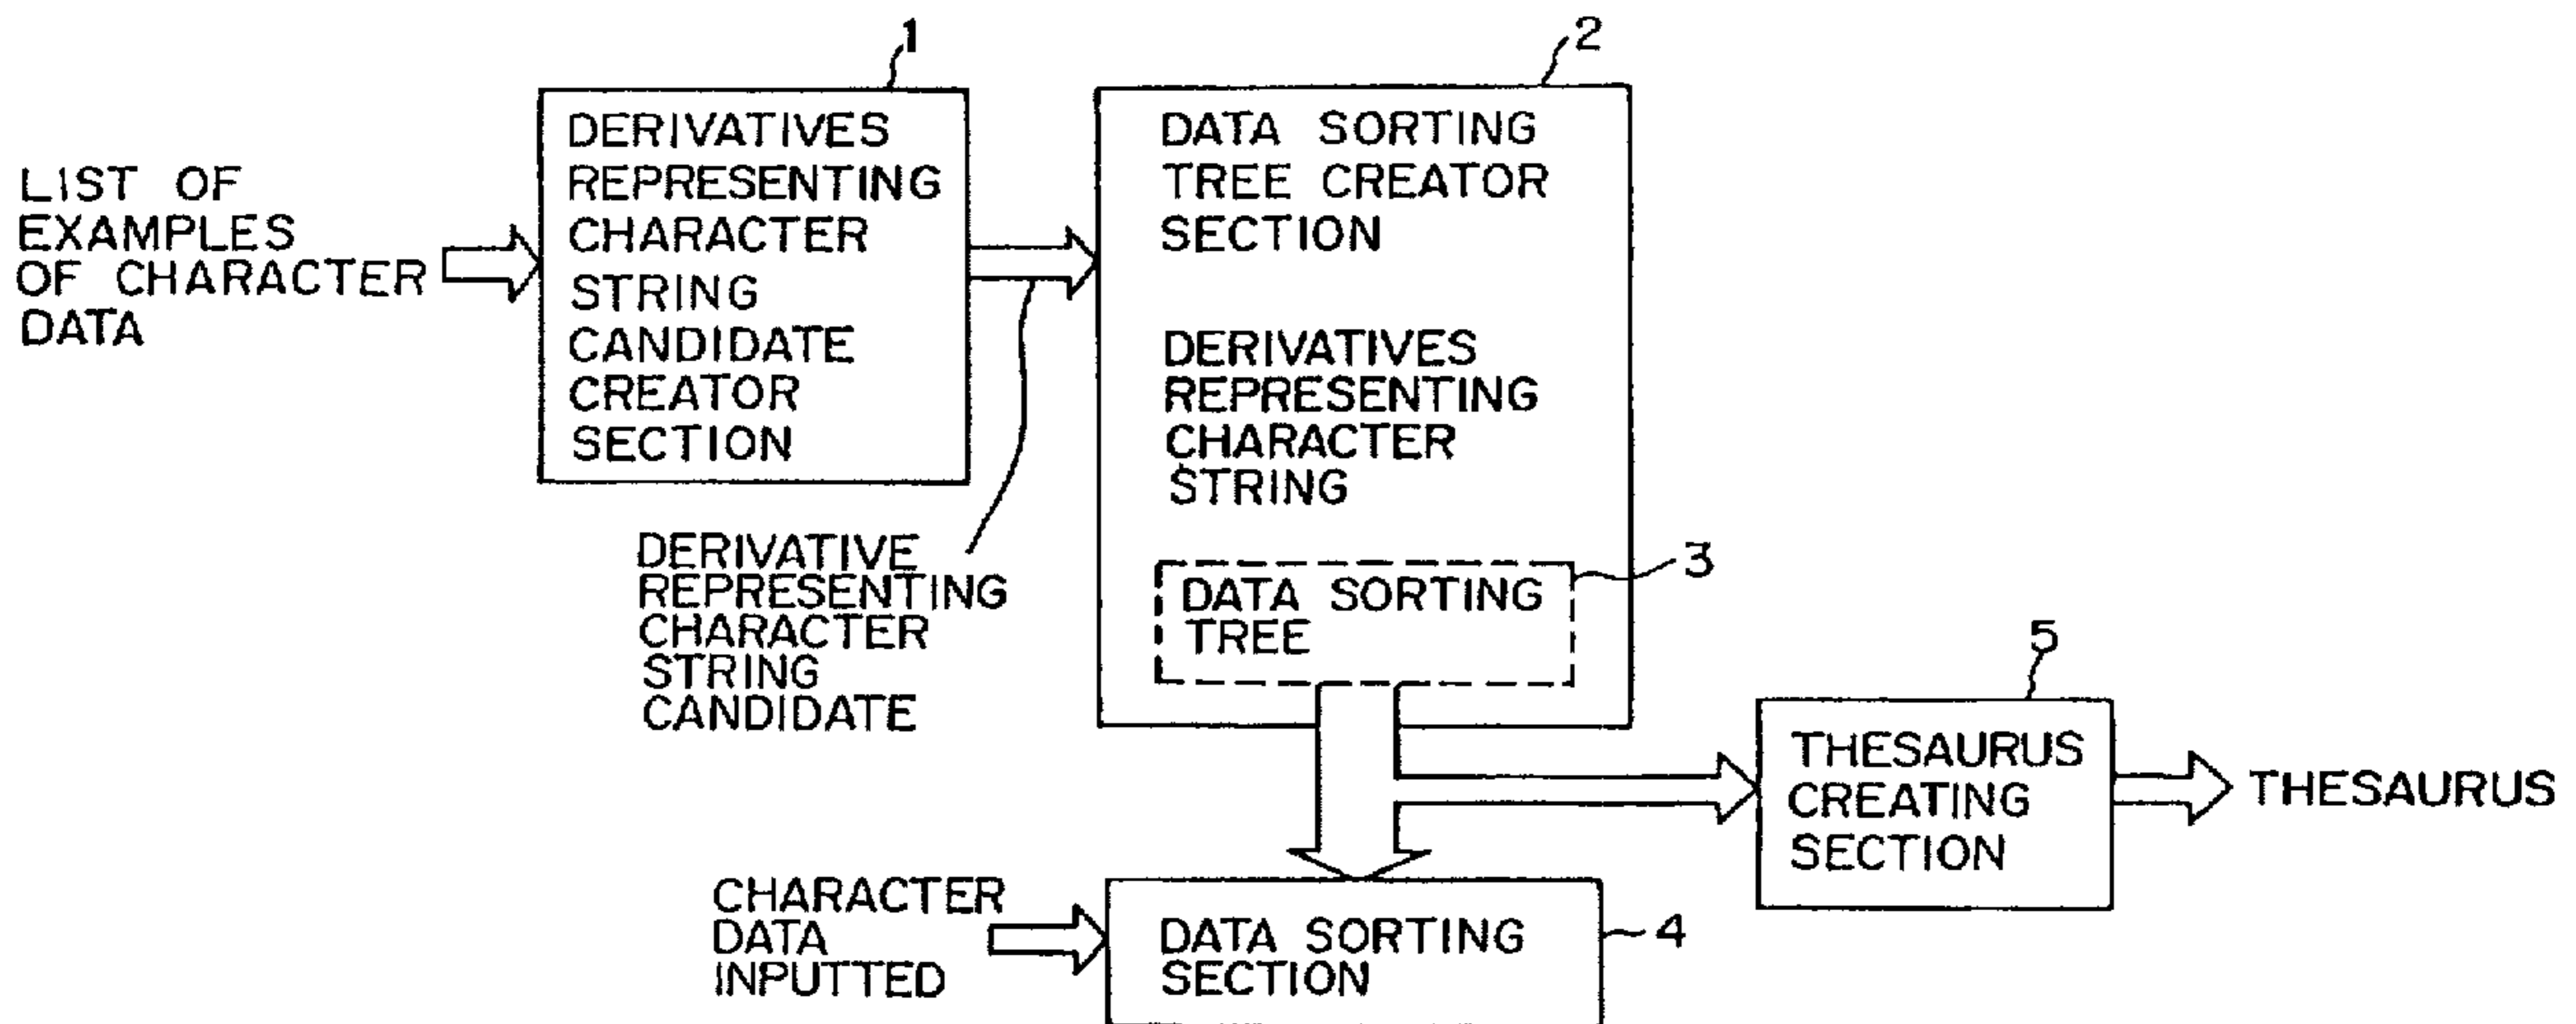 1
2
LIST OF
EXAMPLES
OF CHARACTER
DATA
DERIVATIVES
REPRESENTING
CHARACTER
STRING
CANDIDATE
CREATOR
SECTION
DATA SORTING
TREE CREATOR
SECTION
DERIVATIVES
REPRESENTING
CHARACTER
STRING
DERIVATIVE
REPRESENTING
CHARACTER
STRING
CANDIDATE
3
DATA SORTING
TREE
5
THESAURUS
CREATING
SECTION
THESAURUS
CHARACTER
DATA
INPUTTED
DATA SORTING
SECTION
4